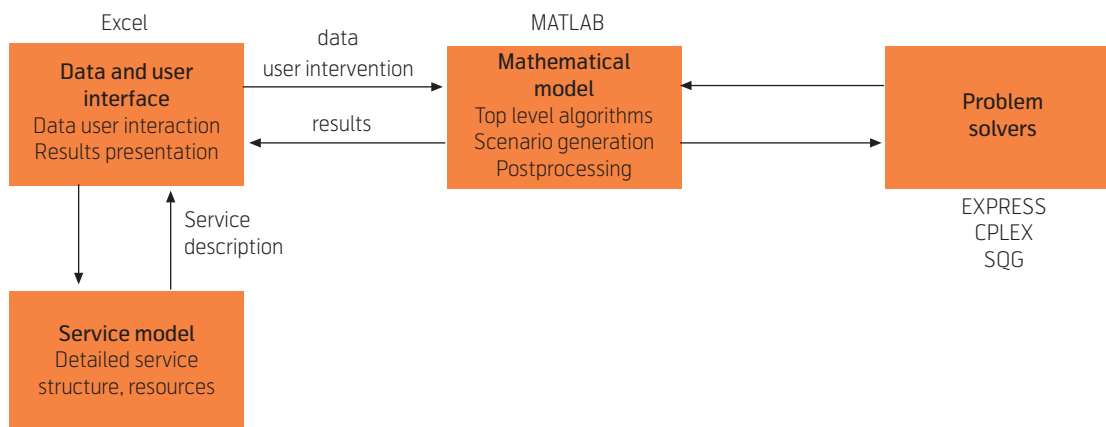 Excel
Data and user
interface
Data user interaction
Results presentation
data
user intervention
results
MATLAB
Mathematical
model
Top level algorithms
Scenario generation
Postprocessing
Problem
solvers
EXPRESS
CPLEX
SQG
Service
description
Service model
Detailed service
structure, resources